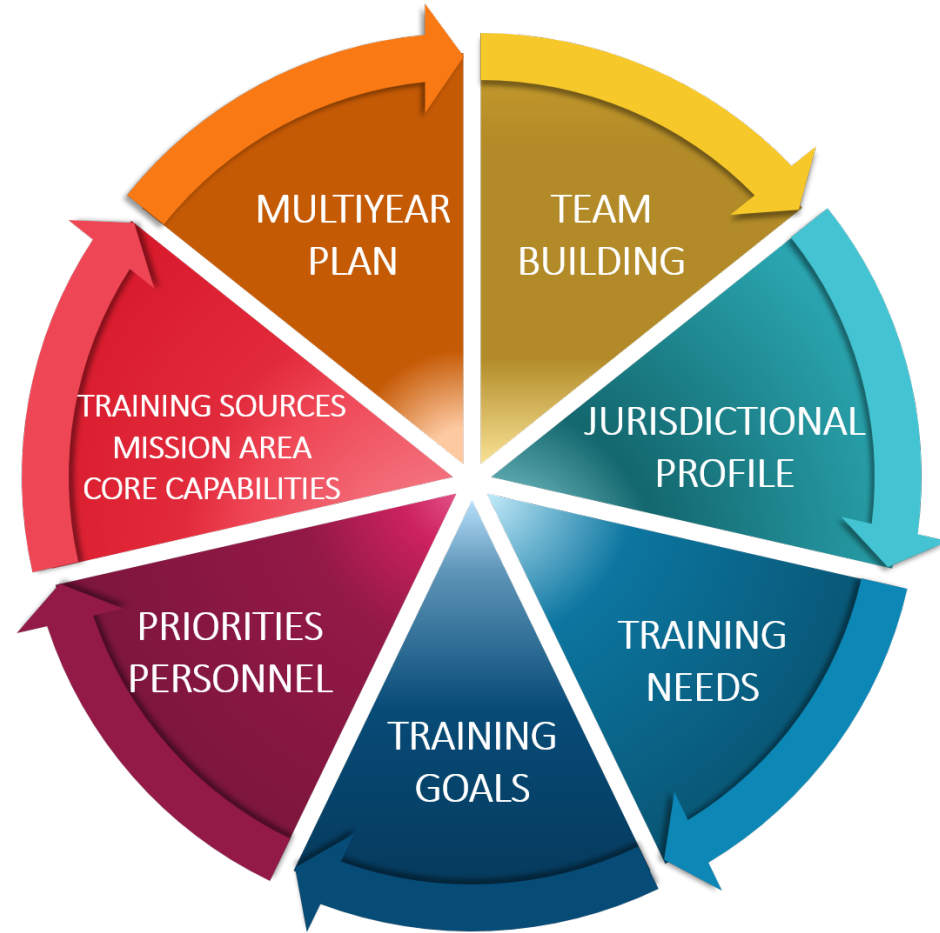 MULTIYEAR
PLAN
TEAM
BUILDING
JURISDICTIONAL
PROFILE
TRAINING
NEEDS
TRAINING
GOALS
PRIORITIES
PERSONNEL
TRAINING SOURCES
MISSION AREA
CORE CAPABILITIES